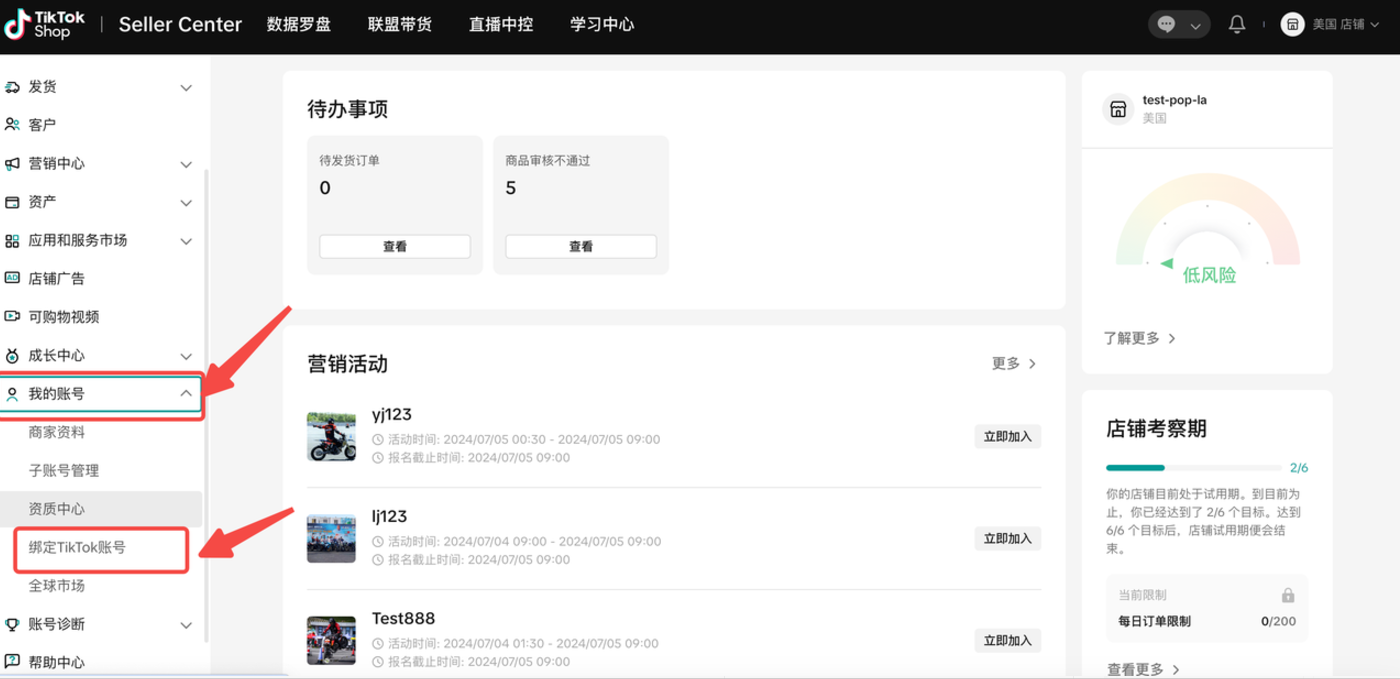 TikTok
Shop
Seller Center
数据罗盘
联盟带货
直播中控
学习中心
美国 店铺
发货
客户
营销中心
资产
应用和服务市场
AD
店铺广告
可购物视频
成长中心
我的账号
商家资料
子账号管理
资质中心
绑定TikTok账号
全球市场
账号诊断
帮助中心
待办事项
待发货订单
0
查看
商品审核不通过
5
查看
营销活动
更多
yj123
活动时间: 2024/07/05 00:30 - 2024/07/05 09:00
报名截止时间: 2024/07/05 09:00
立即加入
lj123
活动时间: 2024/07/04 09:00 - 2024/07/05 09:00
报名截止时间: 2024/07/05 09:00
立即加入
Test888
活动时间: 2024/07/04 01:30 - 2024/07/05 09:00
报名截止时间: 2024/07/05 09:00
立即加入
test-pop-la
美国
低风险
了解更多
店铺考察期
2/6
你的店铺目前处于试用期。到目前为
止，你已经达到了 2/6 个目标。达到
6/6 个目标后，店铺试用期便会结
束。
当前限制
每日订单限制
0/200
查看更多